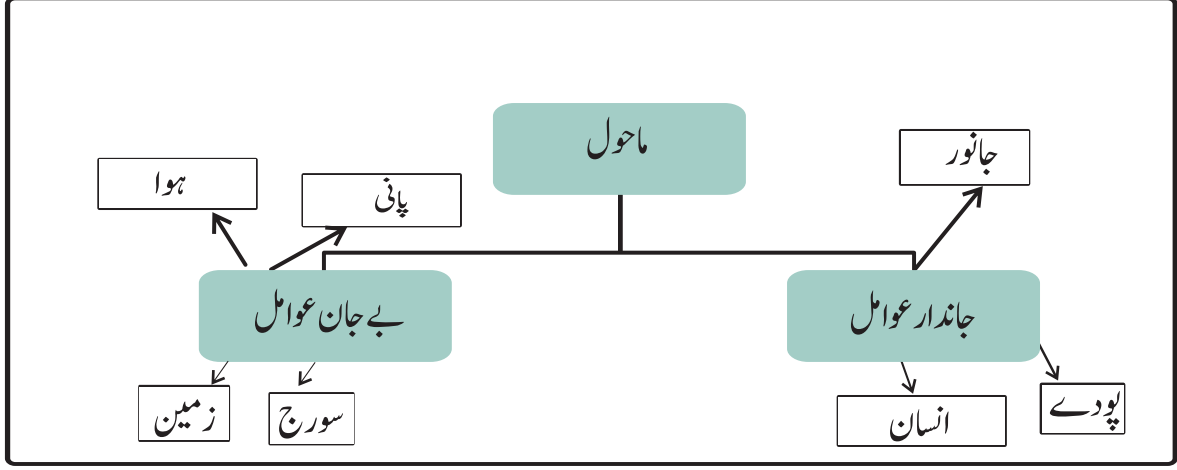 ماحول
جانور
ہوا
پانی
جاندار عوامل
بے جان عوامل
پودے
انسان
سورج
زمین